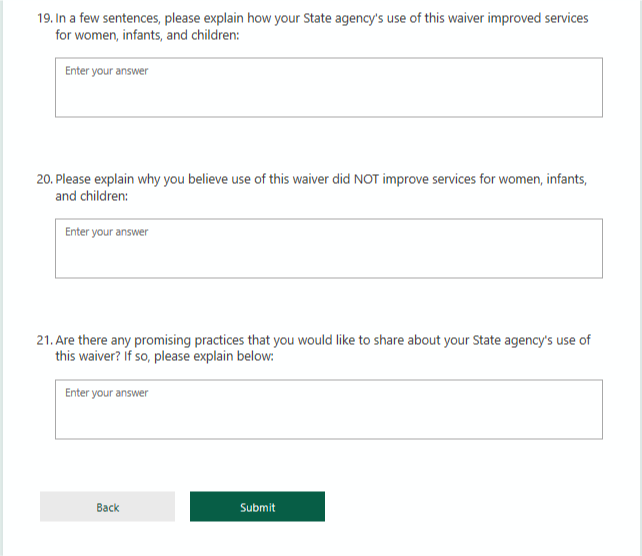 19. In a few sentences, please explain how your State agency's use of this waiver improved services
for women, infants, and children:
Enter your answer
20. Please explain why you believe use of this waiver did NOT improve services for women, infants,
and children:
Enter your answer
21. Are there any promising practices that you would like to share about your State agency's use of
this waiver? If so, please explain below:
Enter your answer
Back
Submit